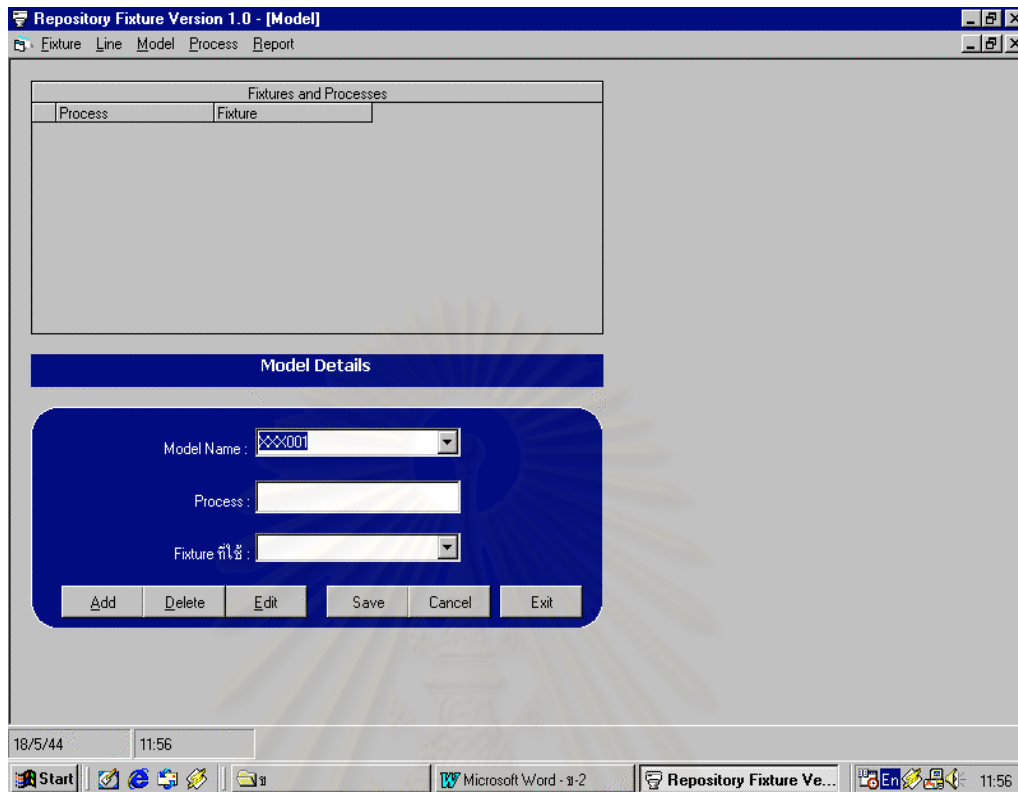 Repository Fixture Version 1.0 - [Model]
Fixture Line Model Process Report
Fixtures and Processes
Process Fixture
Model Details
Model Name : XXX001
Process :
Fixture ที่ใช้ :
Add Delete Edit Save Cancel Exit
18/5/44 11:56
Start ข Microsoft Word - ข-2 Repository Fixture Ve... En 11:56